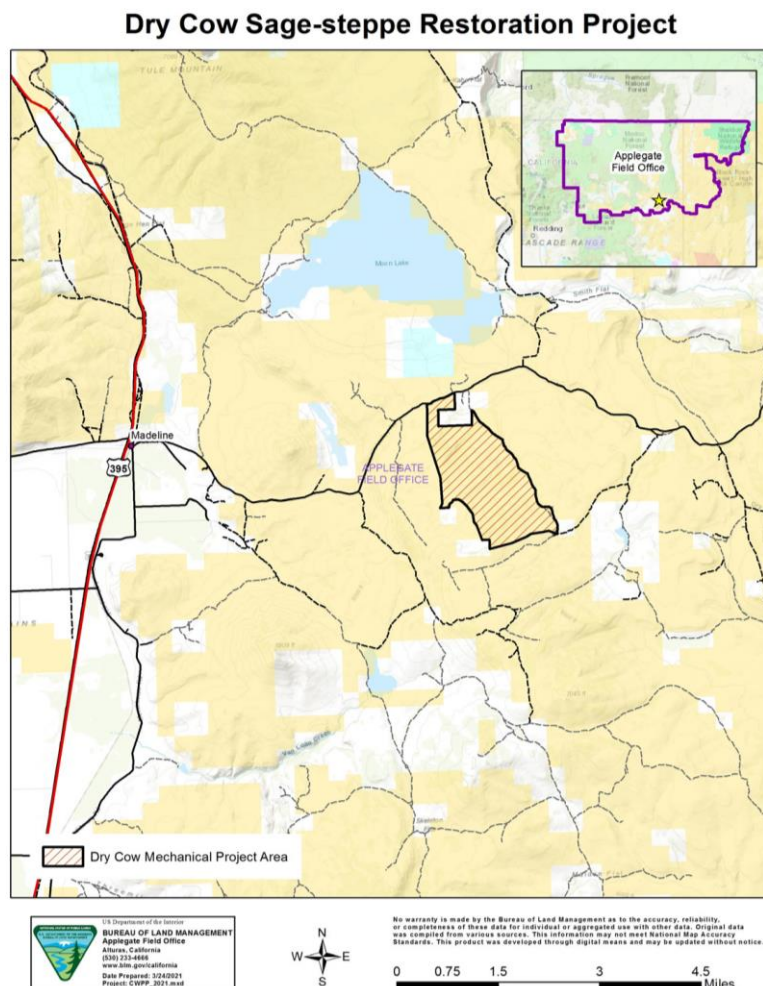 Dry Cow Sage-steppe Restoration Project
TULE MOUNTAIN
Applegate
Field Office
CALIFORNIA
Redding
CASCADE RANGE
Moon Lake
Smith Flat
Madeline
395
APPLEGATE
FIELD OFFICE
Dry Cow Mechanical Project Area
US Department of the Interior
BUREAU OF LAND MANAGEMENT
Applegate Field Office
Alturas, California
(530) 233-4666
www.blm.gov/california
Date Prepared: 3/24/2021
Project: CWPP_2021.mxd
N
W E
S
No warranty is made by the Bureau of Land Management as to the accuracy, reliability,
or completeness of these data for individual or aggregated use with other data. Original data
was compiled from various sources. This information may not meet National Map Accuracy
Standards. This product was developed through digital means and may be updated without notice.
0 0.75 1.5 3 4.5
Miles